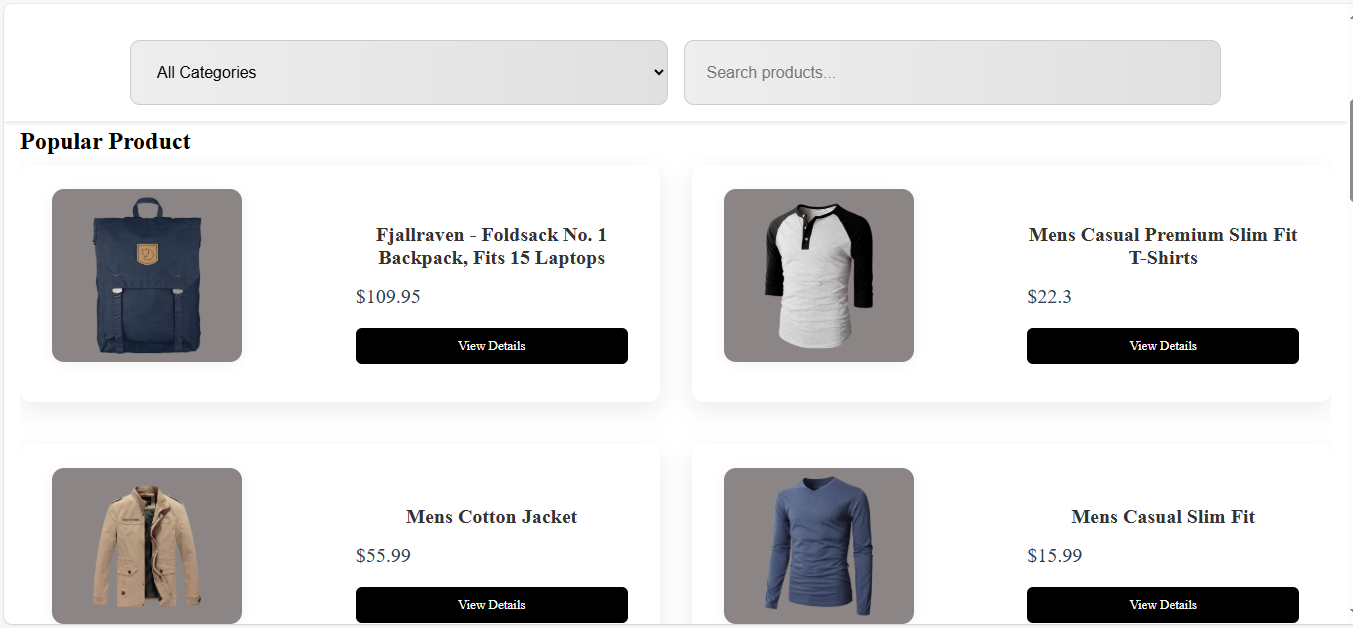 All Categories
Search products...
Popular Product
Fjallraven - Foldsack No. 1
Backpack, Fits 15 Laptops
$109.95
View Details
Mens Casual Premium Slim Fit
T-Shirts
$22.3
View Details
Mens Cotton Jacket
$55.99
View Details
Mens Casual Slim Fit
$15.99
View Details